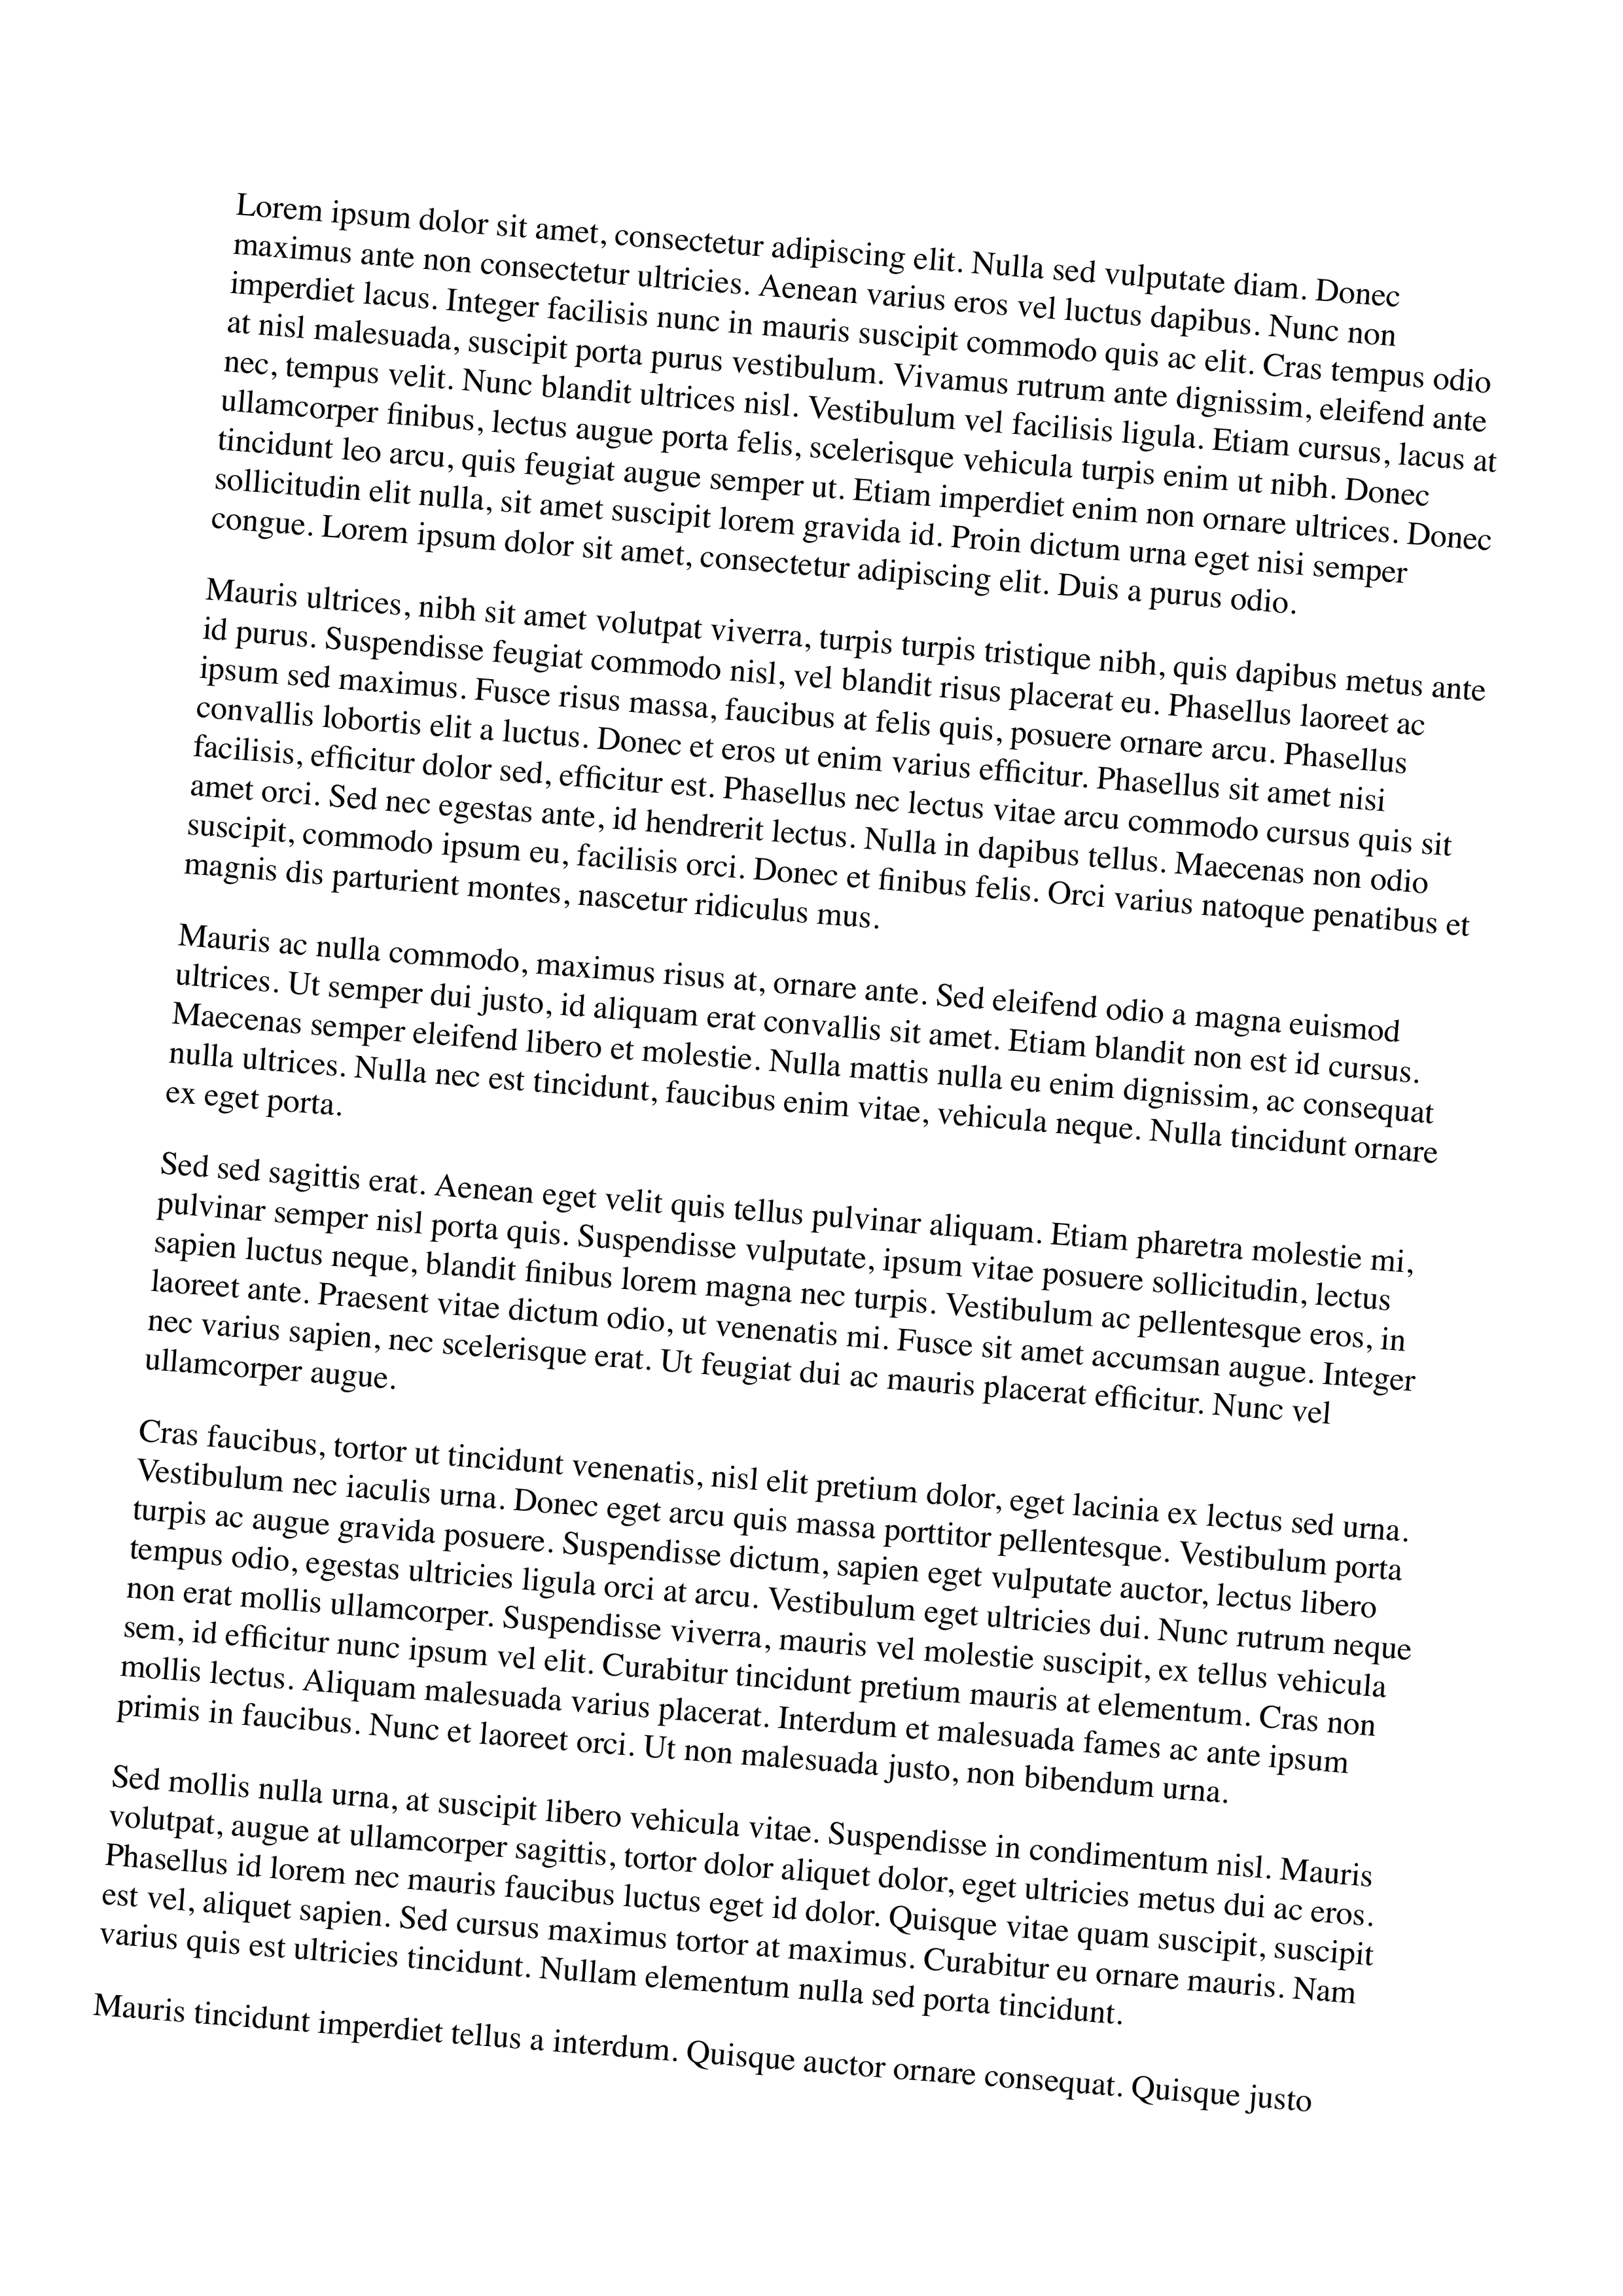 Lorem ipsum dolor sit amet, consectetur adipiscing elit. Nulla sed vulputate diam. Donec
maximus ante non consectetur ultricies. Aenean varius eros vel luctus dapibus. Nunc non
imperdiet lacus. Integer facilisis nunc in mauris suscipit commodo quis ac elit. Cras tempus odio
at nisl malesuada, suscipit porta purus vestibulum. Vivamus rutrum ante dignissim, eleifend ante
nec, tempus velit. Nunc blandit ultrices nisl. Vestibulum vel facilisis ligula. Etiam cursus, lacus at
ullamcorper finibus, lectus augue porta felis, scelerisque vehicula turpis enim ut nibh. Donec
tincidunt leo arcu, quis feugiat augue semper ut. Etiam imperdiet enim non ornare ultrices. Donec
sollicitudin elit nulla, sit amet suscipit lorem gravida id. Proin dictum urna eget nisi semper
congue. Lorem ipsum dolor sit amet, consectetur adipiscing elit. Duis a purus odio.
Mauris ultrices, nibh sit amet volutpat viverra, turpis turpis tristique nibh, quis dapibus metus ante
id purus. Suspendisse feugiat commodo nisl, vel blandit risus placerat eu. Phasellus laoreet ac
ipsum sed maximus. Fusce risus massa, faucibus at felis quis, posuere ornare arcu. Phasellus
convallis lobortis elit a luctus. Donec et eros ut enim varius efficitur. Phasellus sit amet nisi
facilisis, efficitur dolor sed, efficitur est. Phasellus nec lectus vitae arcu commodo cursus quis sit
amet orci. Sed nec egestas ante, id hendrerit lectus. Nulla in dapibus tellus. Maecenas non odio
suscipit, commodo ipsum eu, facilisis orci. Donec et finibus felis. Orci varius natoque penatibus et
magnis dis parturient montes, nascetur ridiculus mus.
Mauris ac nulla commodo, maximus risus at, ornare ante. Sed eleifend odio a magna euismod
ultrices. Ut semper dui justo, id aliquam erat convallis sit amet. Etiam blandit non est id cursus.
Maecenas semper eleifend libero et molestie. Nulla mattis nulla eu enim dignissim, ac consequat
nulla ultrices. Nulla nec est tincidunt, faucibus enim vitae, vehicula neque. Nulla tincidunt ornare
ex eget porta.
Sed sed sagittis erat. Aenean eget velit quis tellus pulvinar aliquam. Etiam pharetra molestie mi,
pulvinar semper nisl porta quis. Suspendisse vulputate, ipsum vitae posuere sollicitudin, lectus
sapien luctus neque, blandit finibus lorem magna nec turpis. Vestibulum ac pellentesque eros, in
laoreet ante. Praesent vitae dictum odio, ut venenatis mi. Fusce sit amet accumsan augue. Integer
nec varius sapien, nec scelerisque erat. Ut feugiat dui ac mauris placerat efficitur. Nunc vel
ullamcorper augue.
Cras faucibus, tortor ut tincidunt venenatis, nisl elit pretium dolor, eget lacinia ex lectus sed urna.
Vestibulum nec iaculis urna. Donec eget arcu quis massa porttitor pellentesque. Vestibulum porta
turpis ac augue gravida posuere. Suspendisse dictum, sapien eget vulputate auctor, lectus libero
tempus odio, egestas ultricies ligula orci at arcu. Vestibulum eget ultricies dui. Nunc rutrum neque
non erat mollis ullamcorper. Suspendisse viverra, mauris vel molestie suscipit, ex tellus vehicula
sem, id efficitur nunc ipsum vel elit. Curabitur tincidunt pretium mauris at elementum. Cras non
mollis lectus. Aliquam malesuada varius placerat. Interdum et malesuada fames ac ante ipsum
primis in faucibus. Nunc et laoreet orci. Ut non malesuada justo, non bibendum urna.
Sed mollis nulla urna, at suscipit libero vehicula vitae. Suspendisse in condimentum nisl. Mauris
volutpat, augue at ullamcorper sagittis, tortor dolor aliquet dolor, eget ultricies metus dui ac eros.
Phasellus id lorem nec mauris faucibus luctus eget id dolor. Quisque vitae quam suscipit, suscipit
est vel, aliquet sapien. Sed cursus maximus tortor at maximus. Curabitur eu ornare mauris. Nam
varius quis est ultricies tincidunt. Nullam elementum nulla sed porta tincidunt.
Mauris tincidunt imperdiet tellus a interdum. Quisque auctor ornare consequat. Quisque justo